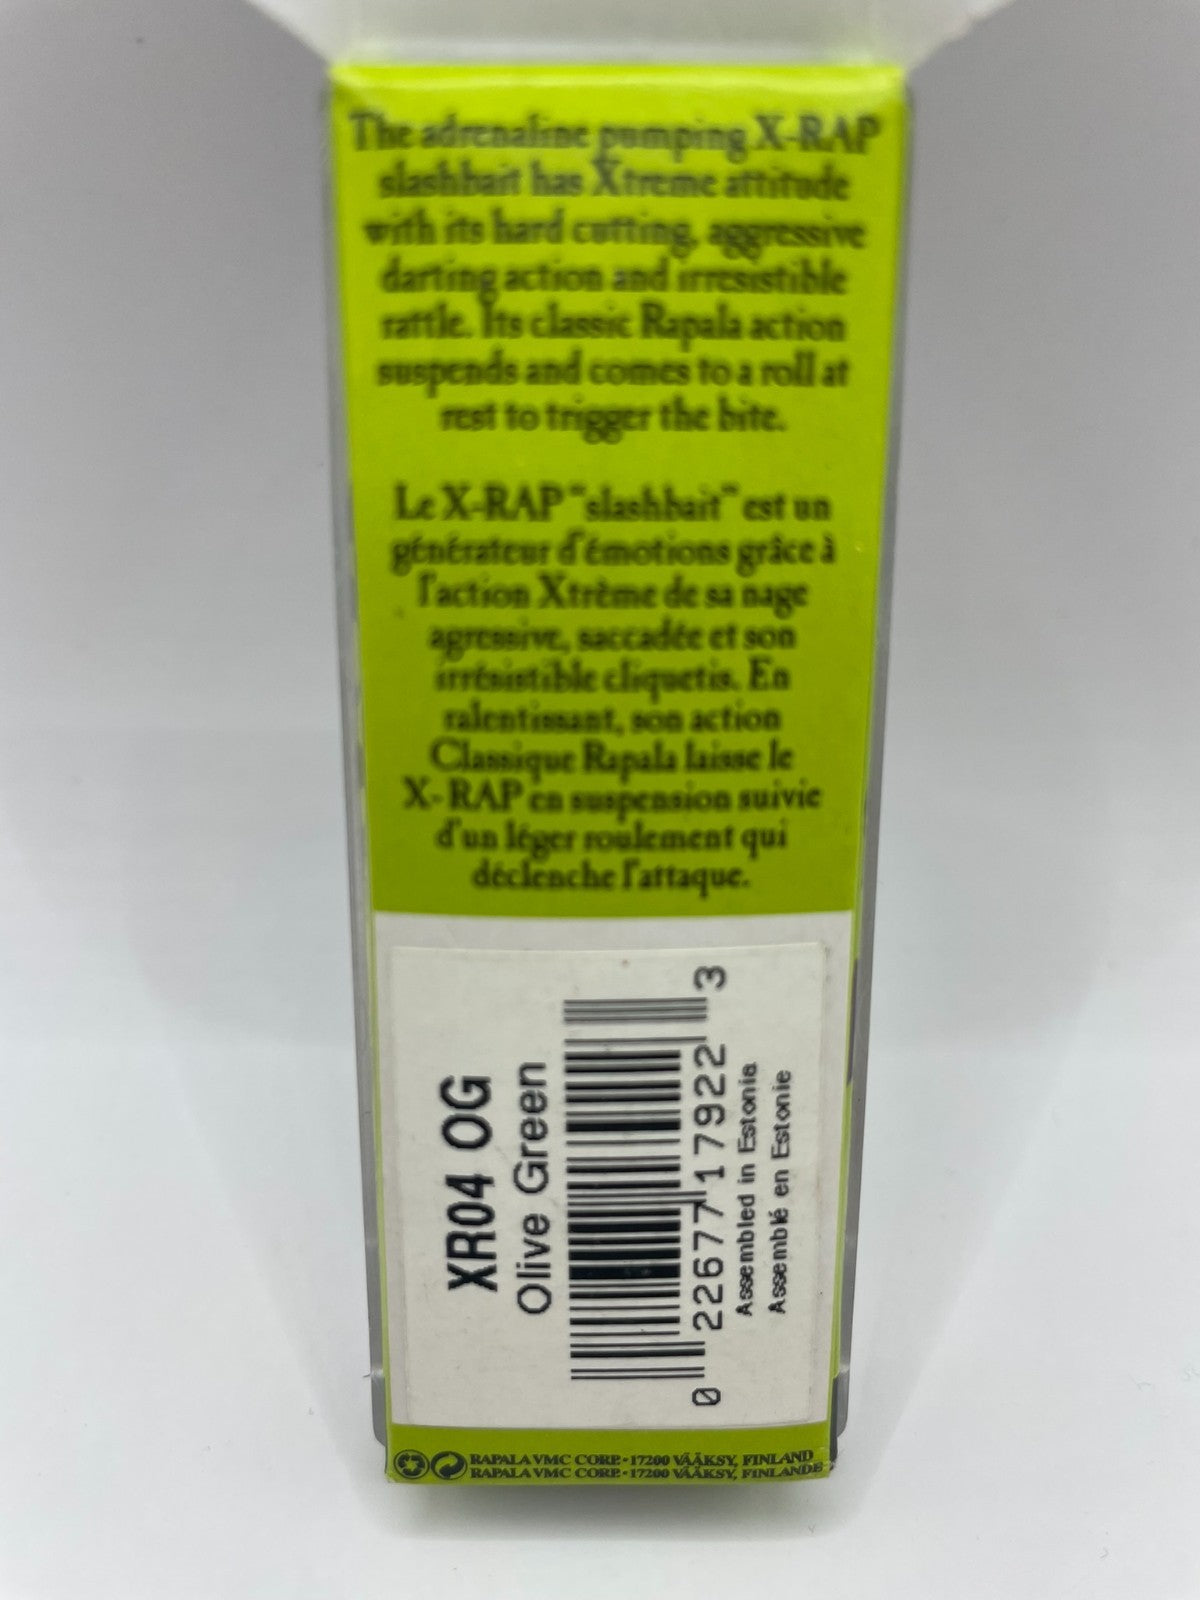 The adrenaline pumping X-RAP
slashbait has Xtreme attitude
with its hard cutting, aggressive
darting action and irresistible
rattle. Its classic Rapala action
suspends and comes to a roll at
rest to trigger the bite.
Le X-RAP "slashbait" est un
générateur d'émotions grâce à
l'action Xtrème de sa nage
agressive, saccadée et son
irrésistible cliquetis. En
ralentissant, son action
Classique Rapala laisse le
X-RAP en suspension suivie
d'un léger roulement qui
déclenche l'attaque.
XR04 OG
Olive Green
0 22677 17922 3
Assembled in Estonia
Assemblé en Estonie
RAPALA VMC CORP. • 17200 VÄÄKSY, FINLAND
RAPALA VMC CORP. • 17200 VÄÄKSY, FINLANDE